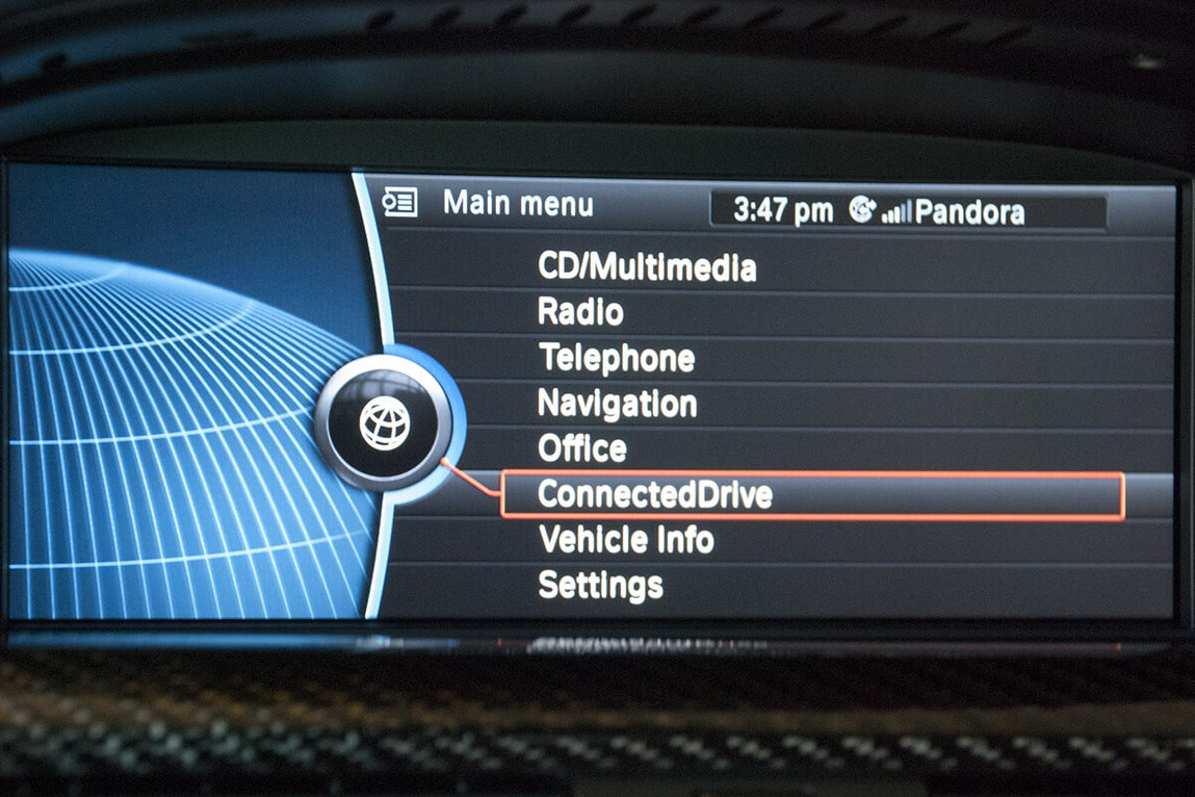 Main menu
3:47 pm Pandora
CD/Multimedia
Radio
Telephone
Navigation
Office
ConnectedDrive
Vehicle Info
Settings